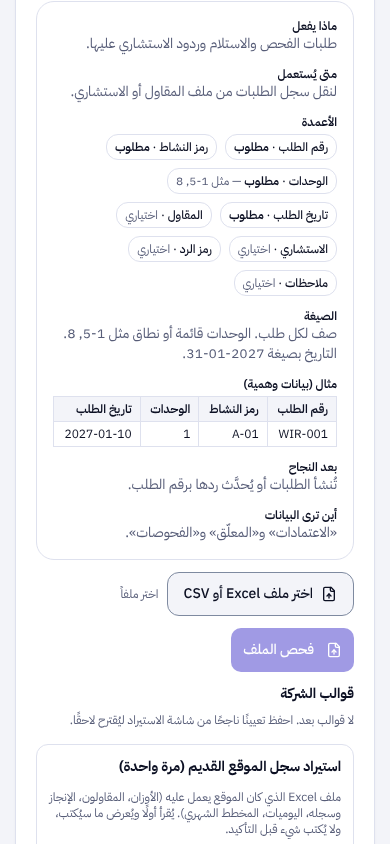 ماذا يفعل
طلبات الفحص والاستلام وردود الاستشاري عليها.
متى يُستعمل
لنقل سجل الطلبات من ملف المقاول أو الاستشاري.
الأعمدة
رقم الطلب · مطلوب رمز النشاط · مطلوب
الوحدات · مطلوب — مثل 1-5, 8
تاريخ الطلب · مطلوب المقاول · اختياري
الاستشاري · اختياري رمز الرد · اختياري
ملاحظات · اختياري
الصيغة
صف لكل طلب. الوحدات قائمة أو نطاق مثل 1-5, 8.
التاريخ بصيغة 2027-01-31.
مثال (بيانات وهمية)
رقم الطلب رمز النشاط الوحدات تاريخ الطلب
WIR-001 A-01 1 2027-01-10
بعد النجاح
تُنشأ الطلبات أو يُحدَّث ردها برقم الطلب.
أين ترى البيانات
«الاعتمادات» و«المعلّق» و«الفحوصات».
اختر ملف Excel أو CSV اختر ملفاً
فحص الملف
قوالب الشركة
لا قوالب بعد. احفظ تعيينًا ناجحًا من شاشة الاستيراد ليُقترح لاحقًا.
استيراد سجل الموقع القديم (مرة واحدة)
ملف Excel الذي كان الموقع يعمل عليه (الأوزان، المقاولون، الإنجاز
وسجله، اليوميات، المخطط الشهري). يُقرأ أولًا ويُعرض ما سيُكتب،
ولا يُكتب شيء قبل التأكيد.